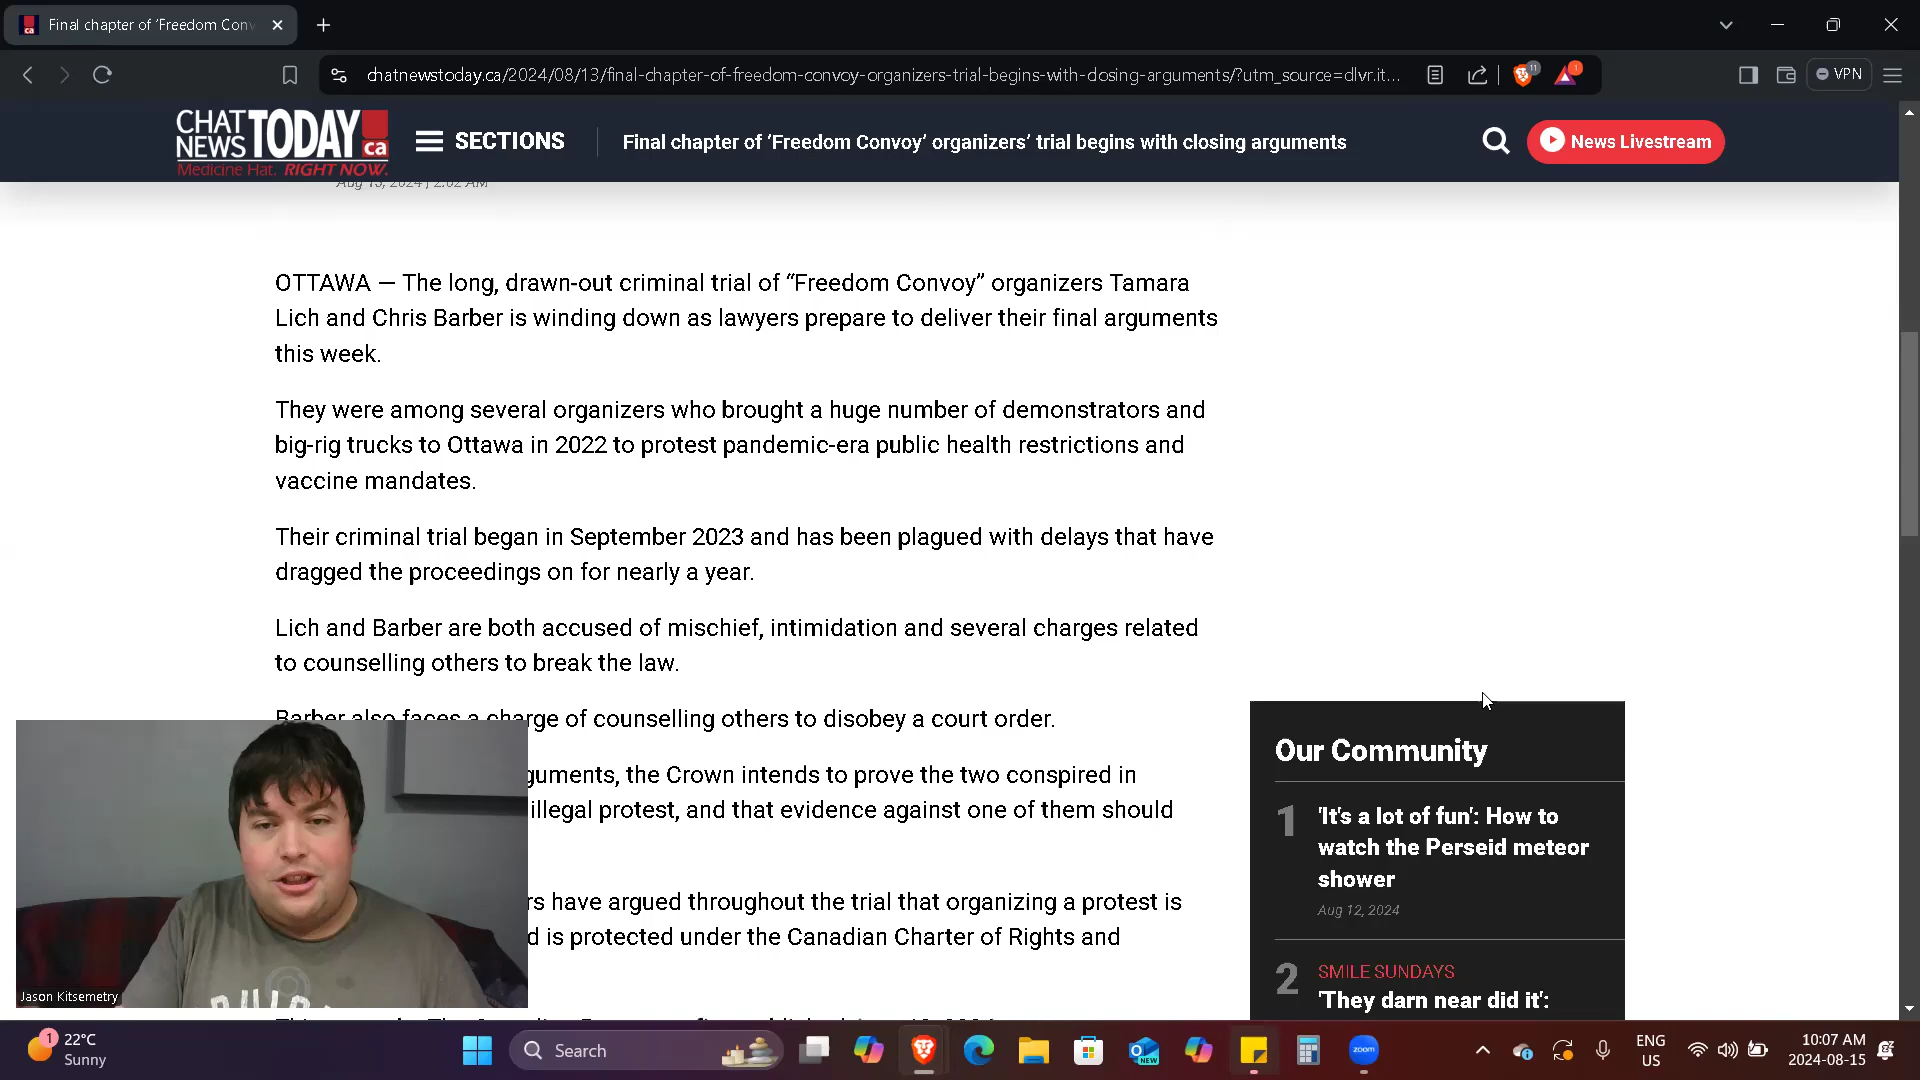 Final chapter of ‘Freedom Conv
chatnewstoday.ca/2024/08/13/final-chapter-of-freedom-convoy-organizers-trial-begins-with-closing-arguments/?utm_source=dlvr.it...
11
1
VPN
CHAT NEWS TODAY ca
Medicine Hat. RIGHT NOW.
SECTIONS
Final chapter of ‘Freedom Convoy’ organizers’ trial begins with closing arguments
News Livestream
Aug 13, 2024 | 2:02 AM
OTTAWA — The long, drawn-out criminal trial of “Freedom Convoy” organizers Tamara
Lich and Chris Barber is winding down as lawyers prepare to deliver their final arguments
this week.
They were among several organizers who brought a huge number of demonstrators and
big-rig trucks to Ottawa in 2022 to protest pandemic-era public health restrictions and
vaccine mandates.
Their criminal trial began in September 2023 and has been plagued with delays that have
dragged the proceedings on for nearly a year.
Lich and Barber are both accused of mischief, intimidation and several charges related
to counselling others to break the law.
Barber also faces a charge of counselling others to disobey a court order.
guments, the Crown intends to prove the two conspired in
illegal protest, and that evidence against one of them should
rs have argued throughout the trial that organizing a protest is
d is protected under the Canadian Charter of Rights and
Our Community
1
'It's a lot of fun': How to
watch the Perseid meteor
shower
Aug 12, 2024
2
SMILE SUNDAYS
'They darn near did it':
Jason Kitsemetry
1
22°C
Sunny
Search
NEW
zoom
ENG
US
10:07 AM
2024-08-15